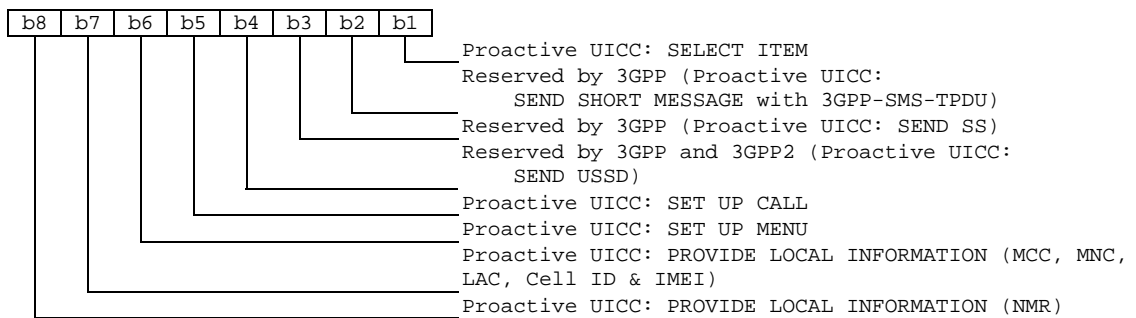 b8 b7 b6 b5 b4 b3 b2 b1
Proactive UICC: SELECT ITEM
Reserved by 3GPP (Proactive UICC:
SEND SHORT MESSAGE with 3GPP-SMS-TPDU)
Reserved by 3GPP (Proactive UICC: SEND SS)
Reserved by 3GPP and 3GPP2 (Proactive UICC:
SEND USSD)
Proactive UICC: SET UP CALL
Proactive UICC: SET UP MENU
Proactive UICC: PROVIDE LOCAL INFORMATION (MCC, MNC,
LAC, Cell ID & IMEI)
Proactive UICC: PROVIDE LOCAL INFORMATION (NMR)